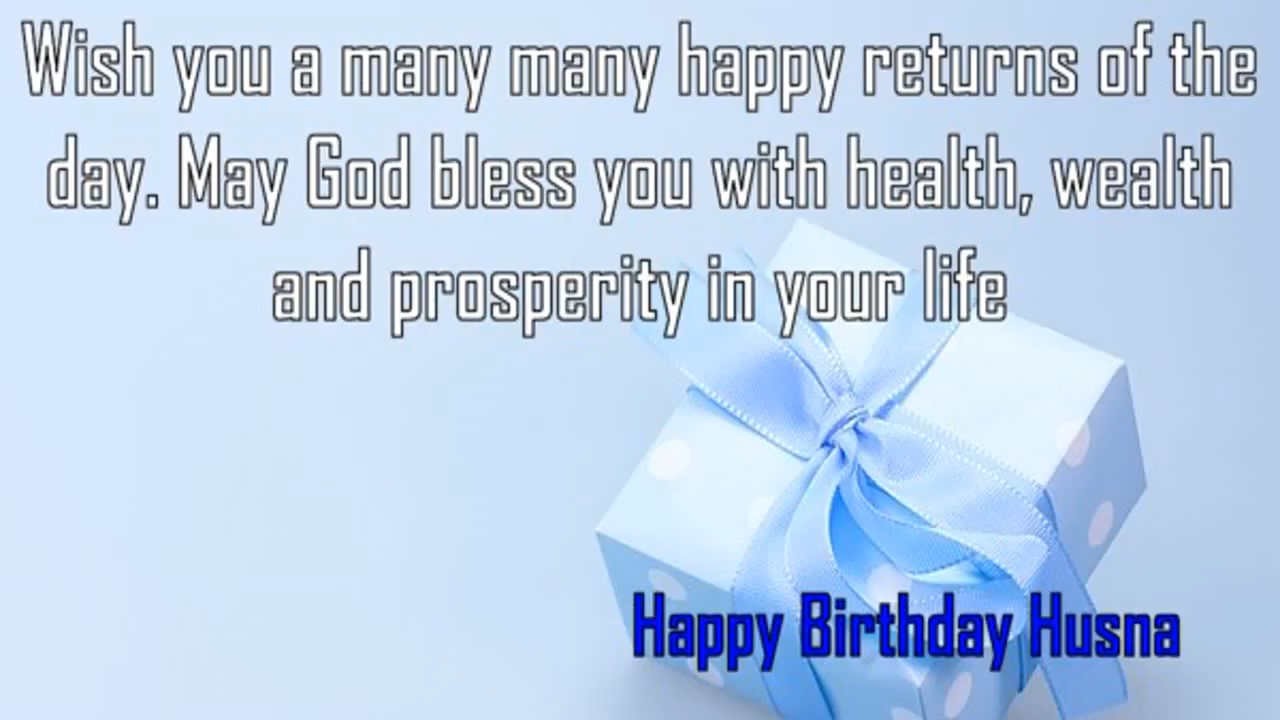 Wish you a many many happy returns of the
day. May God bless you with health, wealth
and prosperity in your life
Happy Birthday Husna